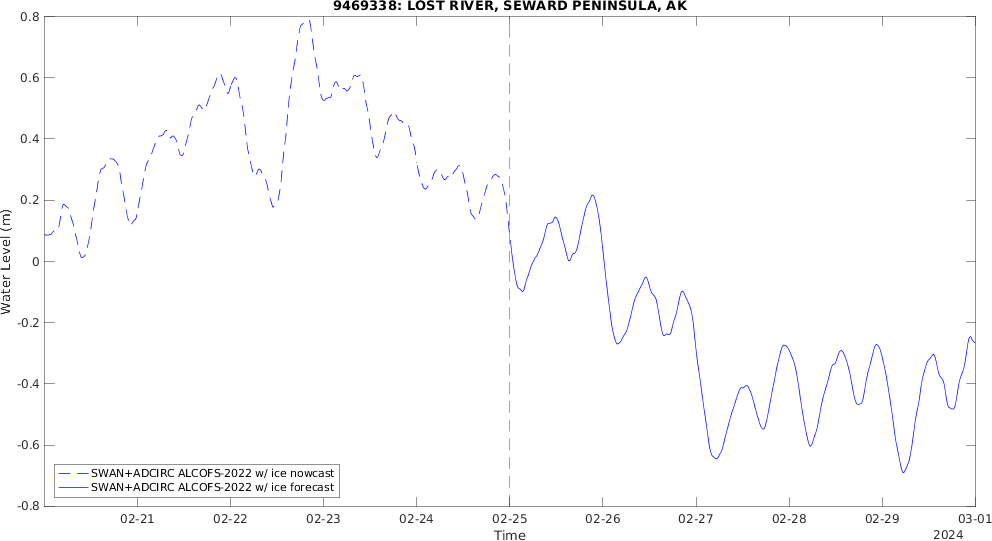 9469338: LOST RIVER, SEWARD PENINSULA, AK
0.8
0.6
0.4
0.2
0
-0.2
-0.4
-0.6
-0.8
Water Level (m)
SWAN+ADCIRC ALCOFS-2022 w/ ice nowcast
SWAN+ADCIRC ALCOFS-2022 w/ ice forecast
02-21 02-22 02-23 02-24 02-25 02-26 02-27 02-28 02-29 03-01
Time
2024